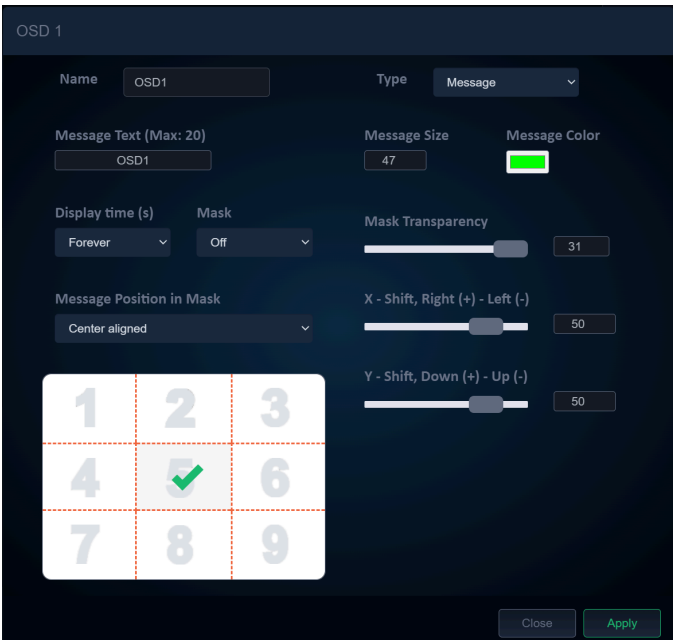 OSD 1
Name OSD1 Type Message
Message Text (Max: 20) Message Size Message Color
OSD1 47
Display time (s) Mask Mask Transparency
Forever Off 31
Message Position in Mask X - Shift, Right (+) - Left (-)
Center aligned 50
Y - Shift, Down (+) - Up (-)
50
1 2 3
4 5 6
7 8 9
Close Apply